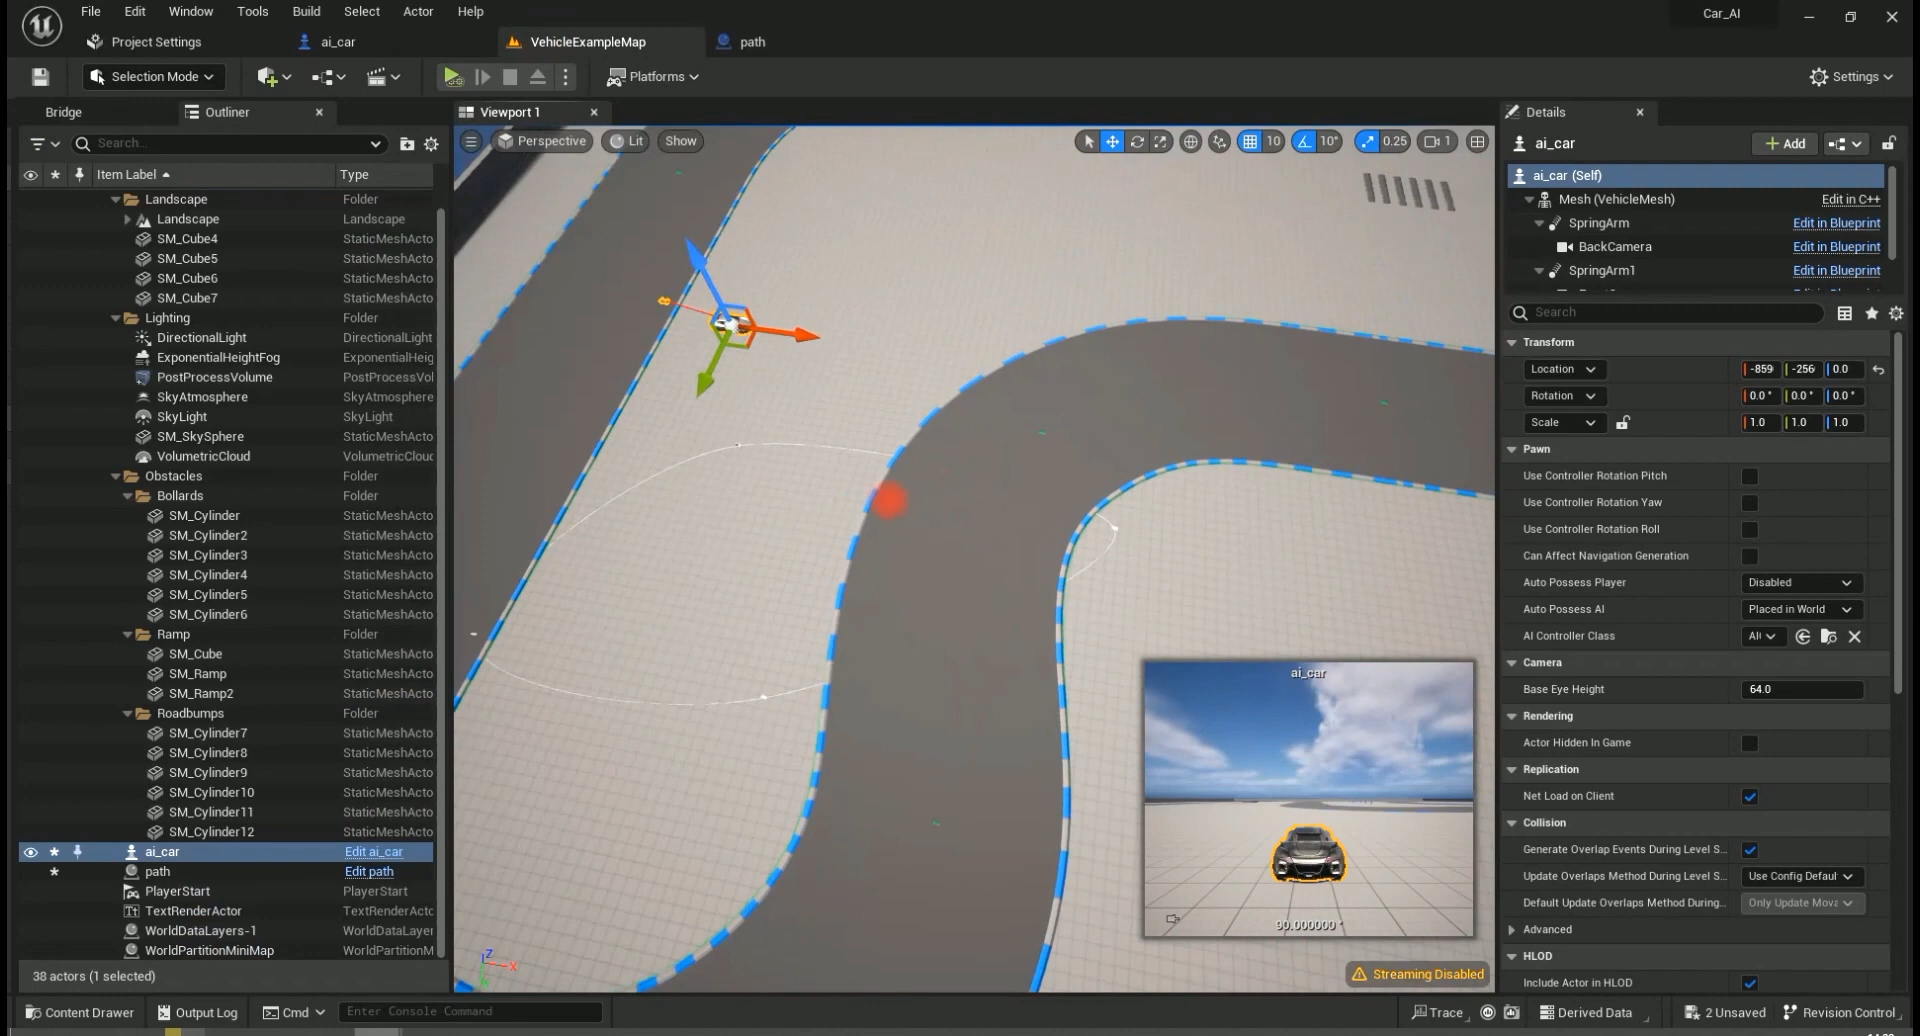 File Edit Window Tools Build Select Actor Help
Car_AI
Project Settings
ai_car
VehicleExampleMap
path
Selection Mode
Platforms
Settings
Bridge
Outliner
Viewport 1
Details
Search...
Perspective
Lit
Show
10
10°
0.25
1
ai_car
Add
Item Label
Type
ai_car (Self)
Mesh (VehicleMesh) Edit in C++
SpringArm Edit in Blueprint
BackCamera Edit in Blueprint
SpringArm1 Edit in Blueprint
Search
Landscape Folder
Landscape Landscape
SM_Cube4 StaticMeshActo
SM_Cube5 StaticMeshActo
SM_Cube6 StaticMeshActo
SM_Cube7 StaticMeshActo
Lighting Folder
DirectionalLight DirectionalLight
ExponentialHeightFog ExponentialHeig
PostProcessVolume PostProcessVol
SkyAtmosphere SkyAtmosphere
SkyLight SkyLight
SM_SkySphere StaticMeshActo
VolumetricCloud VolumetricClouc
Obstacles Folder
Bollards Folder
SM_Cylinder StaticMeshActo
SM_Cylinder2 StaticMeshActo
SM_Cylinder3 StaticMeshActo
SM_Cylinder4 StaticMeshActo
SM_Cylinder5 StaticMeshActo
SM_Cylinder6 StaticMeshActo
Ramp Folder
SM_Cube StaticMeshActo
SM_Ramp StaticMeshActo
SM_Ramp2 StaticMeshActo
Roadbumps Folder
SM_Cylinder7 StaticMeshActo
SM_Cylinder8 StaticMeshActo
SM_Cylinder9 StaticMeshActo
SM_Cylinder10 StaticMeshActo
SM_Cylinder11 StaticMeshActo
SM_Cylinder12 StaticMeshActo
ai_car Edit ai_car
path Edit path
PlayerStart PlayerStart
TextRenderActor TextRenderActc
WorldDataLayers-1 WorldDataLayer
WorldPartitionMiniMap WorldPartitionM
38 actors (1 selected)
ai_car
90.000000 °
Z
X
Streaming Disabled
Transform
Location -859 -256 0.0
Rotation 0.0 ° 0.0 ° 0.0 °
Scale 1.0 1.0 1.0
Pawn
Use Controller Rotation Pitch
Use Controller Rotation Yaw
Use Controller Rotation Roll
Can Affect Navigation Generation
Auto Possess Player Disabled
Auto Possess AI Placed in World
AI Controller Class
Camera
Base Eye Height 64.0
Rendering
Actor Hidden In Game
Replication
Net Load on Client
Collision
Generate Overlap Events During Level S...
Update Overlaps Method During Level S... Use Config Defaul
Default Update Overlaps Method During... Only Update Mova
Advanced
HLOD
Include Actor in HLOD
Content Drawer
Output Log
Cmd
Enter Console Command
Trace
Derived Data
2 Unsaved
Revision Control